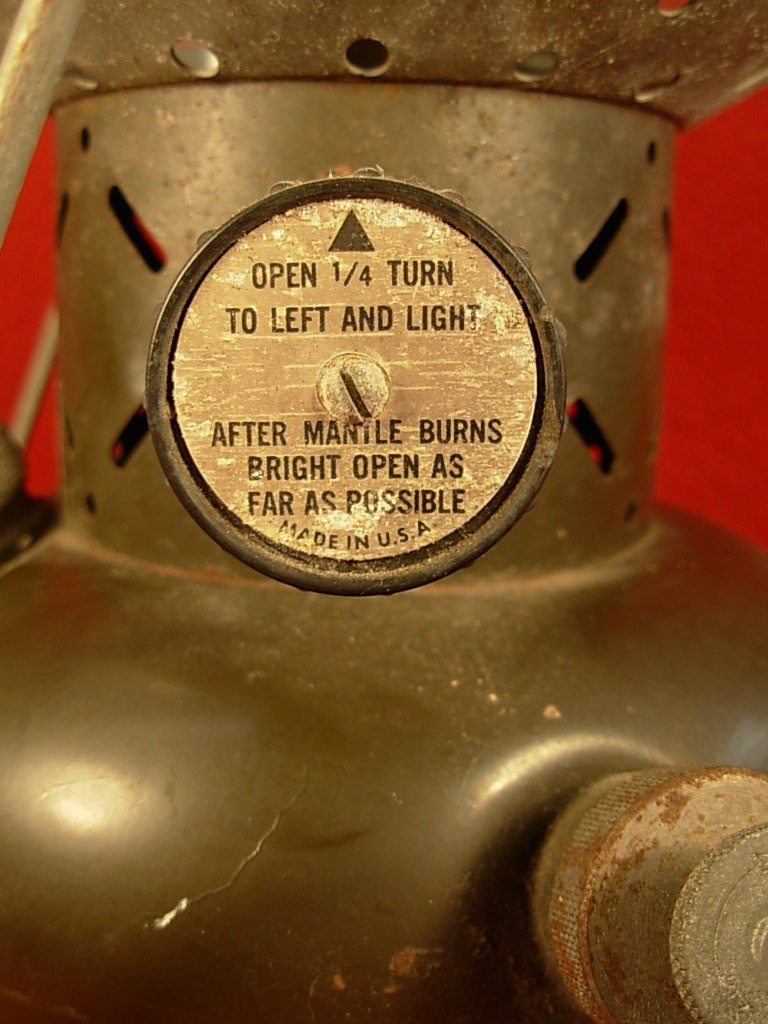 OPEN 1/4 TURN
TO LEFT AND LIGHT
AFTER MANTLE BURNS
BRIGHT OPEN AS
FAR AS POSSIBLE
MADE IN U.S.A